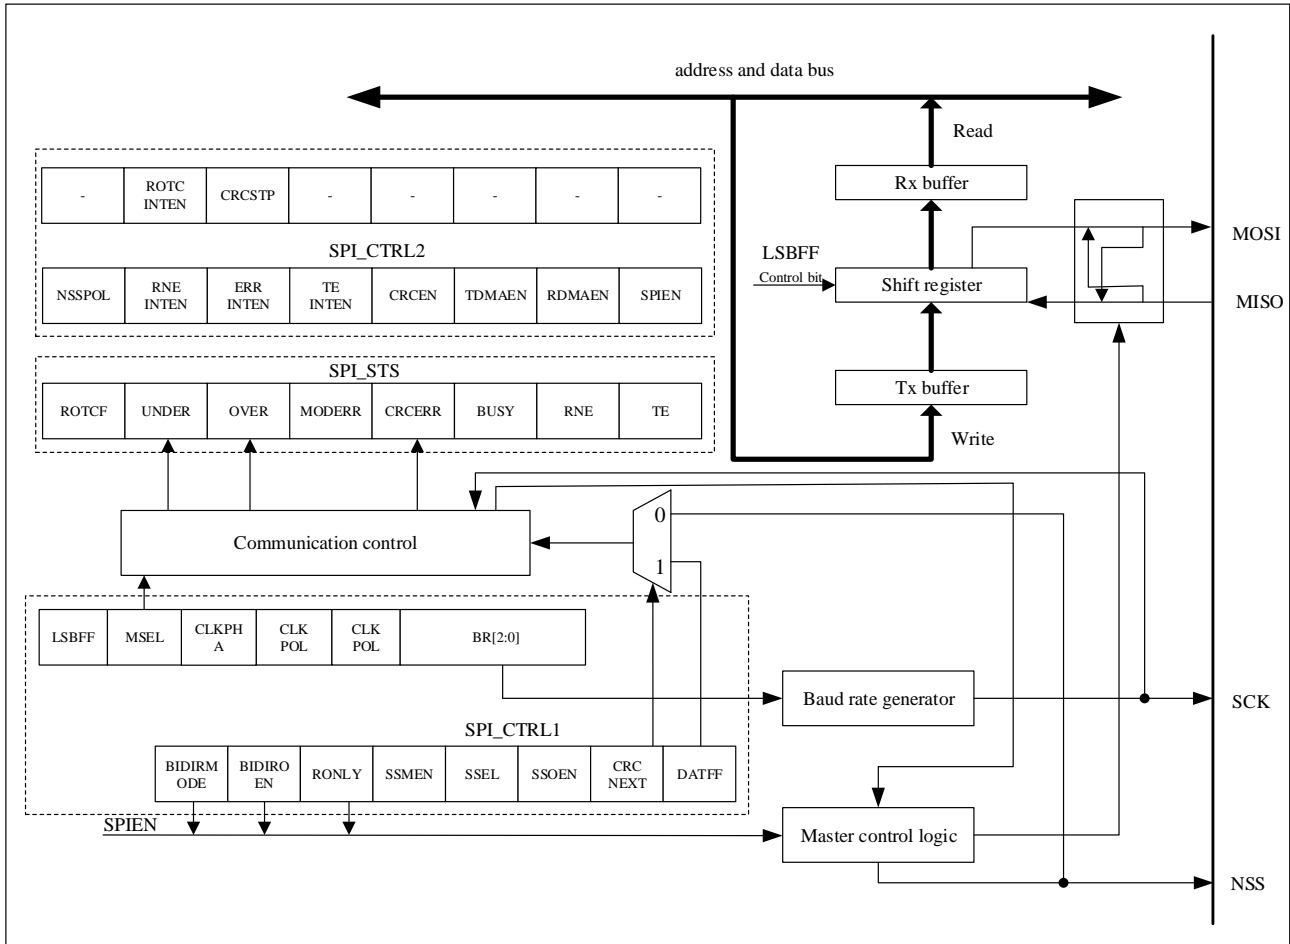 address and data bus
Read
Rx buffer
-
ROTC
INTEN
CRCSTP
-
-
-
-
-
SPI_CTRL2
NSSPOL
RNE
INTEN
ERR
INTEN
TE
INTEN
CRCEN
TDMAEN
RDMAEN
SPIEN
LSBFF
Control bit
Shift register
MOSI
MISO
SPI_STS
ROTCF
UNDER
OVER
MODERR
CRCERR
BUSY
RNE
TE
Tx buffer
Write
Communication control
0
1
LSBFF
MSEL
CLKPH
A
CLK
POL
CLK
POL
BR[2:0]
Baud rate generator
SCK
SPI_CTRL1
BIDIRM
ODE
BIDIRO
EN
RONLY
SSMEN
SSEL
SSOEN
CRC
NEXT
DATFF
SPIEN
Master control logic
NSS